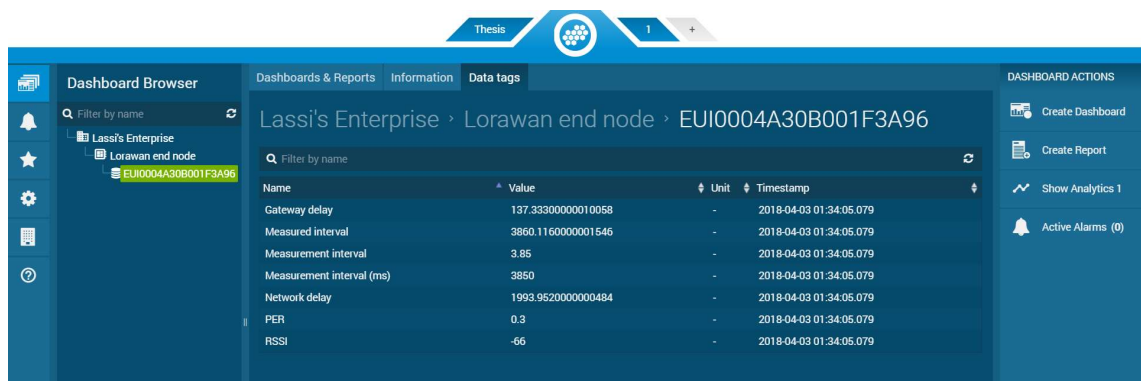 Thesis 1 +
Dashboard Browser
Filter by name
Lassi's Enterprise
Lorawan end node
EUI0004A30B001F3A96
Dashboards & Reports Information Data tags
Lassi's Enterprise › Lorawan end node › EUI0004A30B001F3A96
Filter by name
Name Value Unit Timestamp
Gateway delay 137.33300000010058 - 2018-04-03 01:34:05.079
Measured interval 3860.1160000001546 - 2018-04-03 01:34:05.079
Measurement interval 3.85 - 2018-04-03 01:34:05.079
Measurement interval (ms) 3850 - 2018-04-03 01:34:05.079
Network delay 1993.9520000000484 - 2018-04-03 01:34:05.079
PER 0.3 - 2018-04-03 01:34:05.079
RSSI -66 - 2018-04-03 01:34:05.079
DASHBOARD ACTIONS
Create Dashboard
Create Report
Show Analytics 1
Active Alarms (0)